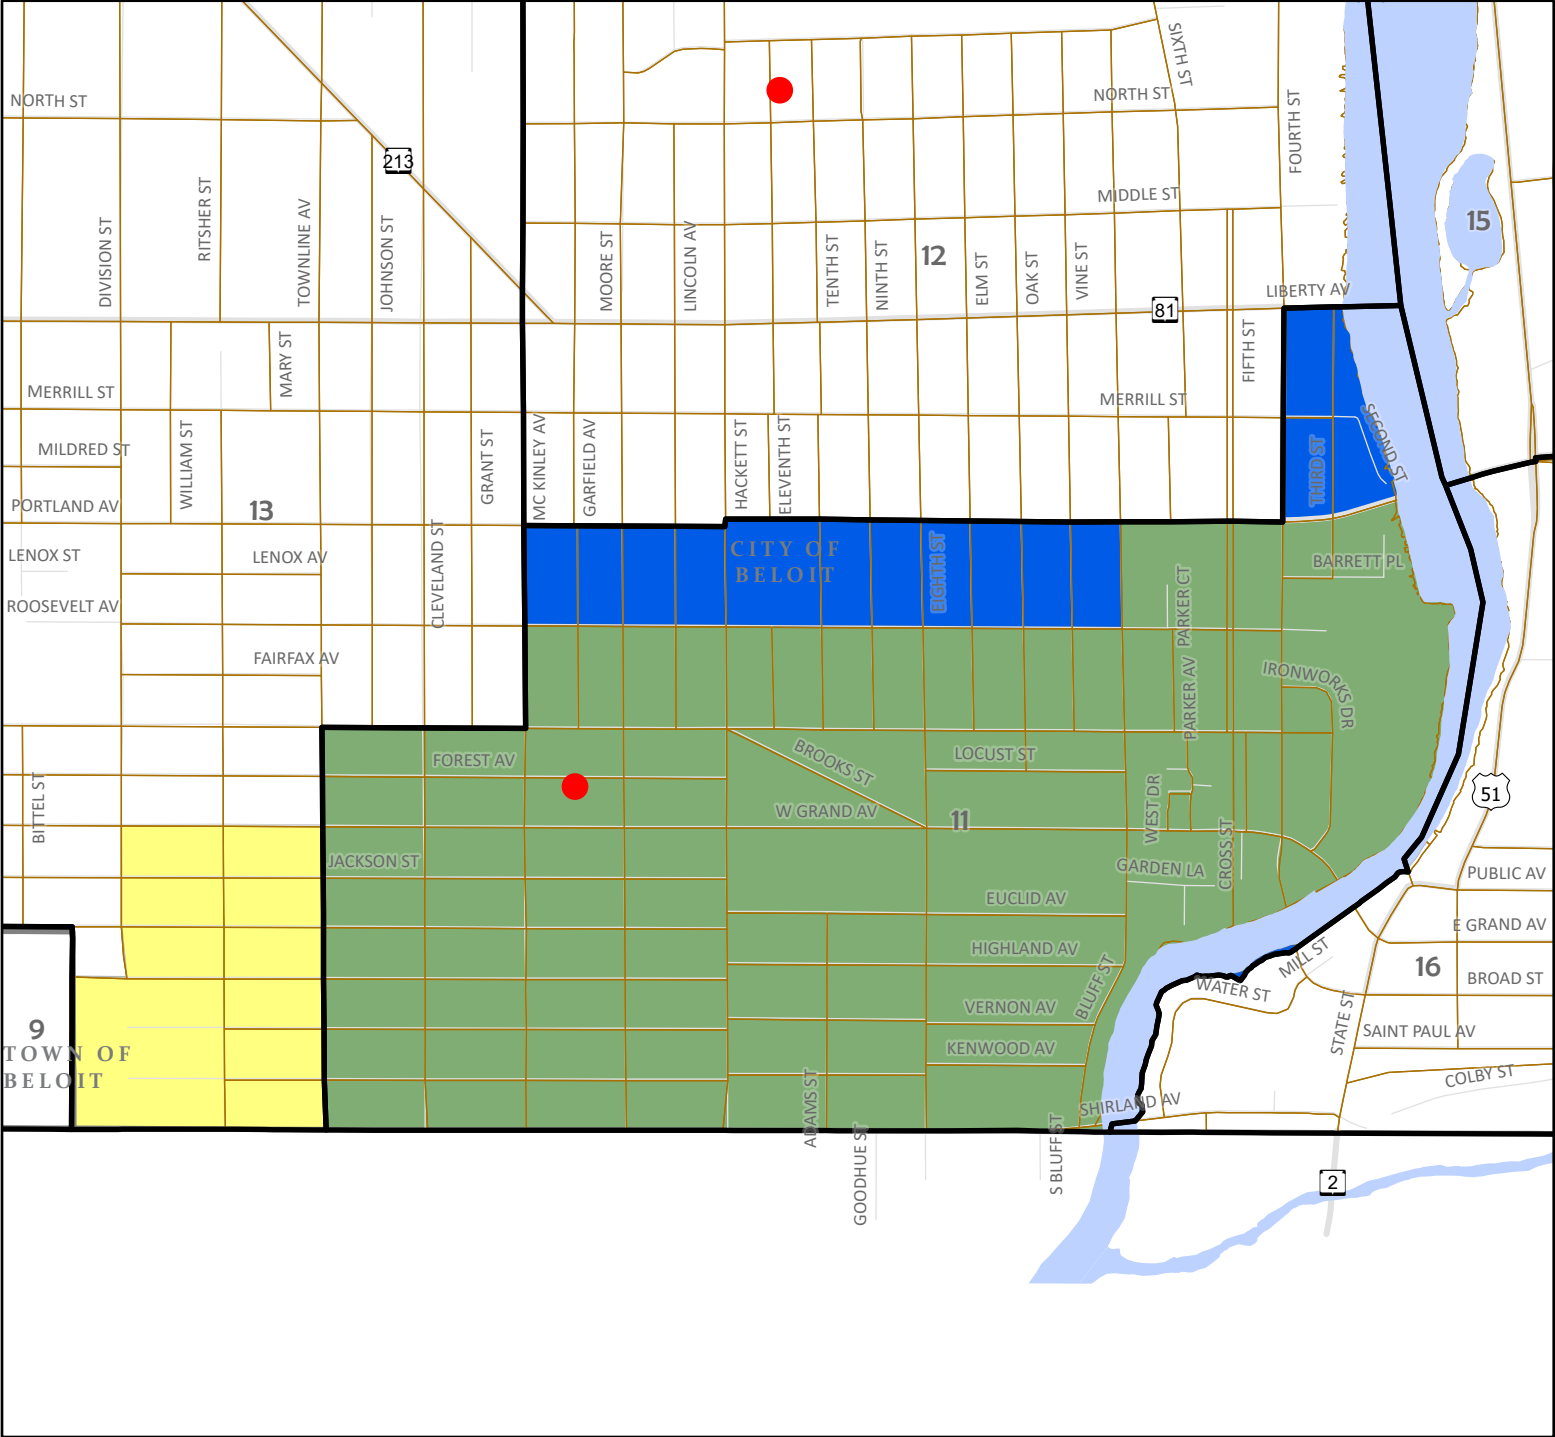 SIXTH ST
NORTH ST
NORTH ST
FOURTH ST
213
RITSHER ST
DIVISION ST
TOWNLINE AV
JOHNSON ST
MOORE ST
LINCOLN AV
TENTH ST
NINTH ST
12
ELM ST
OAK ST
VINE ST
MIDDLE ST
15
LIBERTY AV
81
FIFTH ST
MARY ST
MERRILL ST
MERRILL ST
MILDRED ST
WILLIAM ST
GRANT ST
MC KINLEY AV
GARFIELD AV
HACKETT ST
ELEVENTH ST
THIRD ST
SECOND ST
PORTLAND AV
13
LENOX ST
LENOX AV
CLEVELAND ST
CITY OF
BELOIT
EIGHTH ST
PARKER CT
BARRETT PL
ROOSEVELT AV
FAIRFAX AV
PARKER AV
IRONWORKS DR
BITTEL ST
FOREST AV
BROOKS ST
LOCUST ST
W GRAND AV
11
WEST DR
CROSS ST
51
JACKSON ST
GARDEN LA
PUBLIC AV
EUCLID AV
E GRAND AV
HIGHLAND AV
BLUFF ST
MILL ST
16
BROAD ST
WATER ST
VERNON AV
STATE ST
SAINT PAUL AV
9
TOWN OF
BELOIT
KENWOOD AV
COLBY ST
ADAMS ST
SHIRLAND AV
GOODHUE ST
S BLUFF ST
2